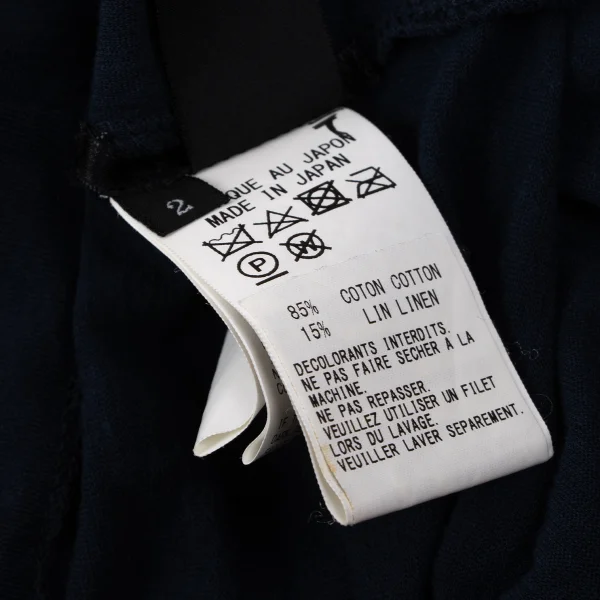 2
QUE AU JAPON
MADE IN JAPAN
P
W
85% COTON COTTON
15% LIN LINEN
DECOLORANTS INTERDITS.
NE PAS FAIRE SECHER A LA
MACHINE.
NE PAS REPASSER.
VEUILLEZ UTILISER UN FILET
LORS DU LAVAGE.
VEUILLER LAVER SEPAREMENT.